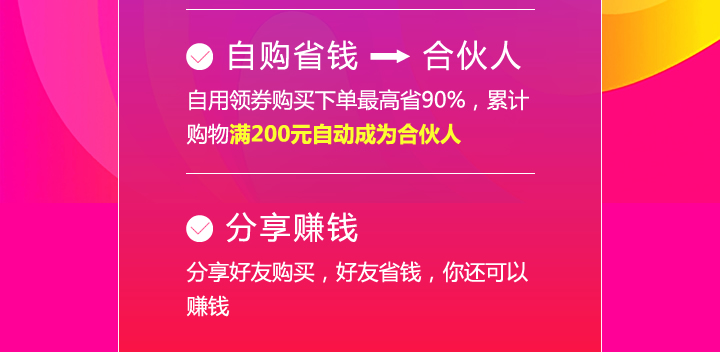 自购省钱 → 合伙人
自用领券购买下单最高省90%，累计
购物满200元自动成为合伙人
分享赚钱
分享好友购买，好友省钱，你还可以
赚钱